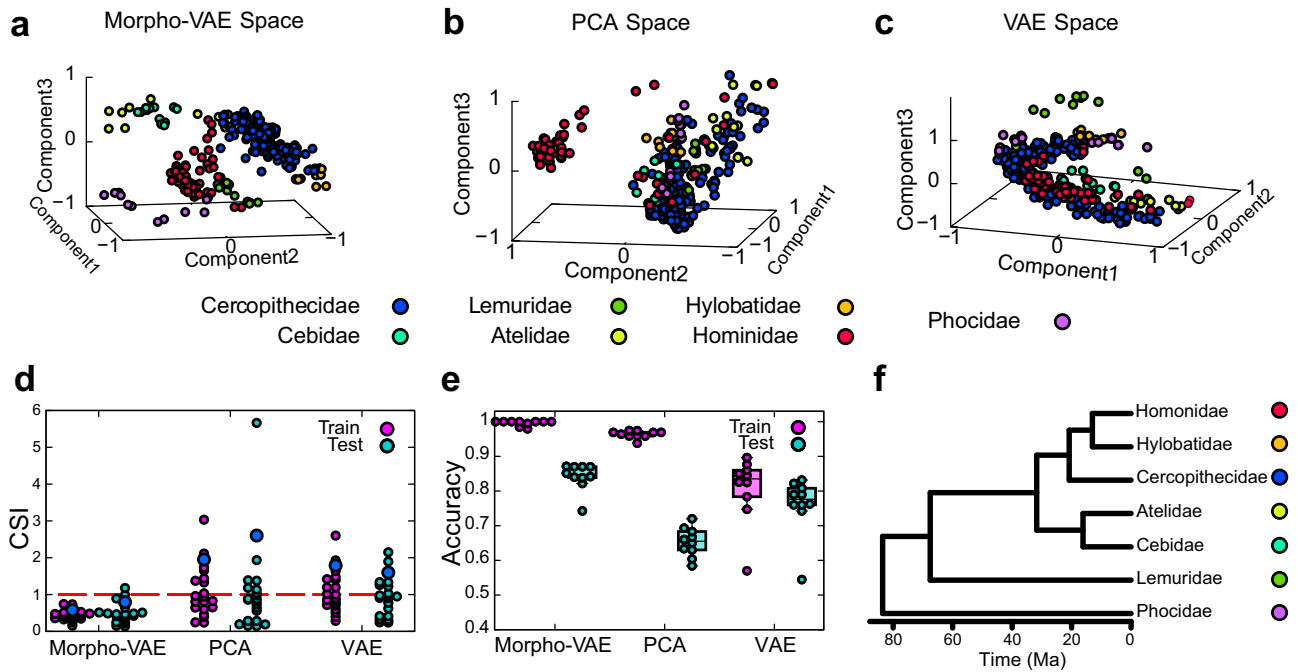 a Morpho-VAE Space
b PCA Space
c VAE Space
Component3
1
0
−1
Component1
0
−1
1
0
−1
Component2
Component3
1
0
−1
1
0
−1
Component2
1
0
−1
Component1
Component3
1
0
−1
−1
0
1
Component1
1
0
−1
Component2
Cercopithecidae
Lemuridae
Hylobatidae
Phocidae
Cebidae
Atelidae
Hominidae
d
CSI
6
5
4
3
2
1
0
Train
Test
Morpho-VAE PCA VAE
e
Accuracy
1
0.9
0.8
0.7
0.6
0.5
0.4
Train
Test
Morpho-VAE PCA VAE
f
Homonidae
Hylobatidae
Cercopithecidae
Atelidae
Cebidae
Lemuridae
Phocidae
80 60 40 20 0
Time (Ma)